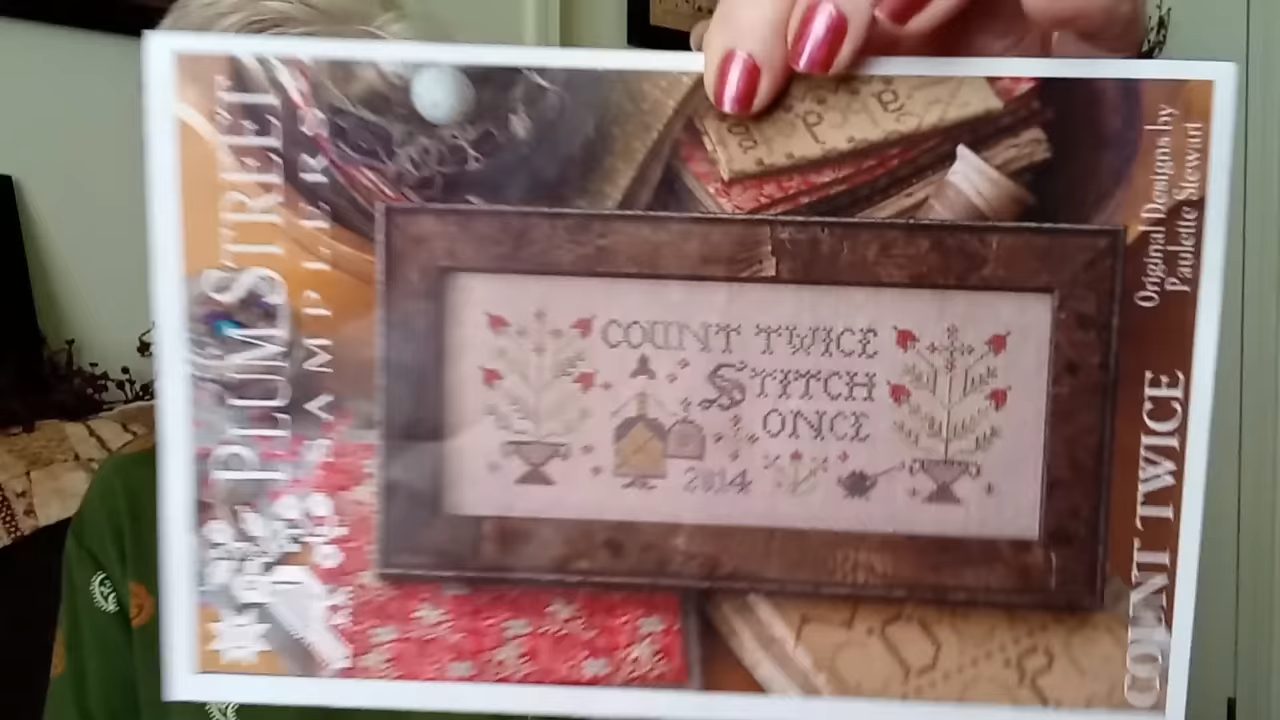 PLUM STREET
SAMPLERS
COUNT TWICE
STITCH
ONCE
2014
Original Designs by
Paulette Stewart
COUNT TWICE